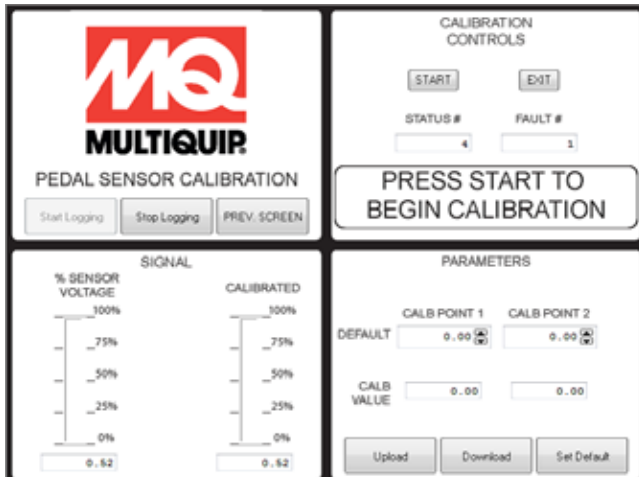 MQ
MULTIQUIP
PEDAL SENSOR CALIBRATION
Start Logging
Stop Logging
PREV. SCREEN
CALIBRATION
CONTROLS
START
EXIT
STATUS #
FAULT #
4
1
PRESS START TO
BEGIN CALIBRATION
SIGNAL
% SENSOR
VOLTAGE
CALIBRATED
100%
75%
50%
25%
0%
0.52
100%
75%
50%
25%
0%
0.52
PARAMETERS
CALB POINT 1
CALB POINT 2
DEFAULT
0.00
0.00
CALB
VALUE
0.00
0.00
Upload
Download
Set Default